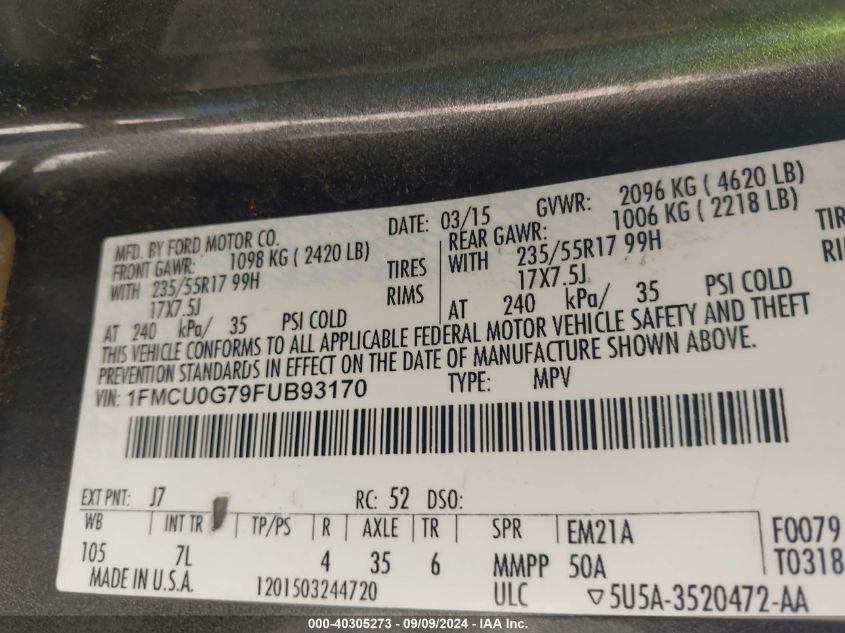 MFD. BY FORD MOTOR CO. DATE: 03/15 GVWR: 2096 KG ( 4620 LB)
FRONT GAWR: 1098 KG ( 2420 LB) REAR GAWR: 1006 KG ( 2218 LB)
WITH 235/55R17 99H TIRES WITH 235/55R17 99H TIRE
17X7.5J RIMS 17X7.5J RIM
AT 240 kPa/ 35 PSI COLD AT 240 kPa/ 35 PSI COLD
THIS VEHICLE CONFORMS TO ALL APPLICABLE FEDERAL MOTOR VEHICLE SAFETY AND THEFT
PREVENTION STANDARDS IN EFFECT ON THE DATE OF MANUFACTURE SHOWN ABOVE.
VIN: 1FMCU0G79FUB93170 TYPE: MPV
EXT PNT: J7 RC: 52 DSO:
WB INT TR TP/PS R AXLE TR SPR EM21A F0079
105 7L 4 35 6 MMPP 50A T0318
MADE IN U.S.A. 1201503244720 ULC ▽5U5A-3520472-AA
000-40305273 - 09/09/2024 - IAA Inc.